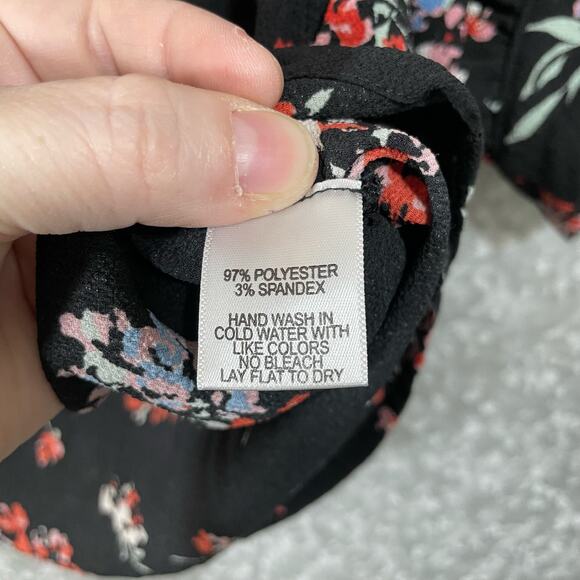 97% POLYESTER
3% SPANDEX
HAND WASH IN
COLD WATER WITH
LIKE COLORS
NO BLEACH
LAY FLAT TO DRY